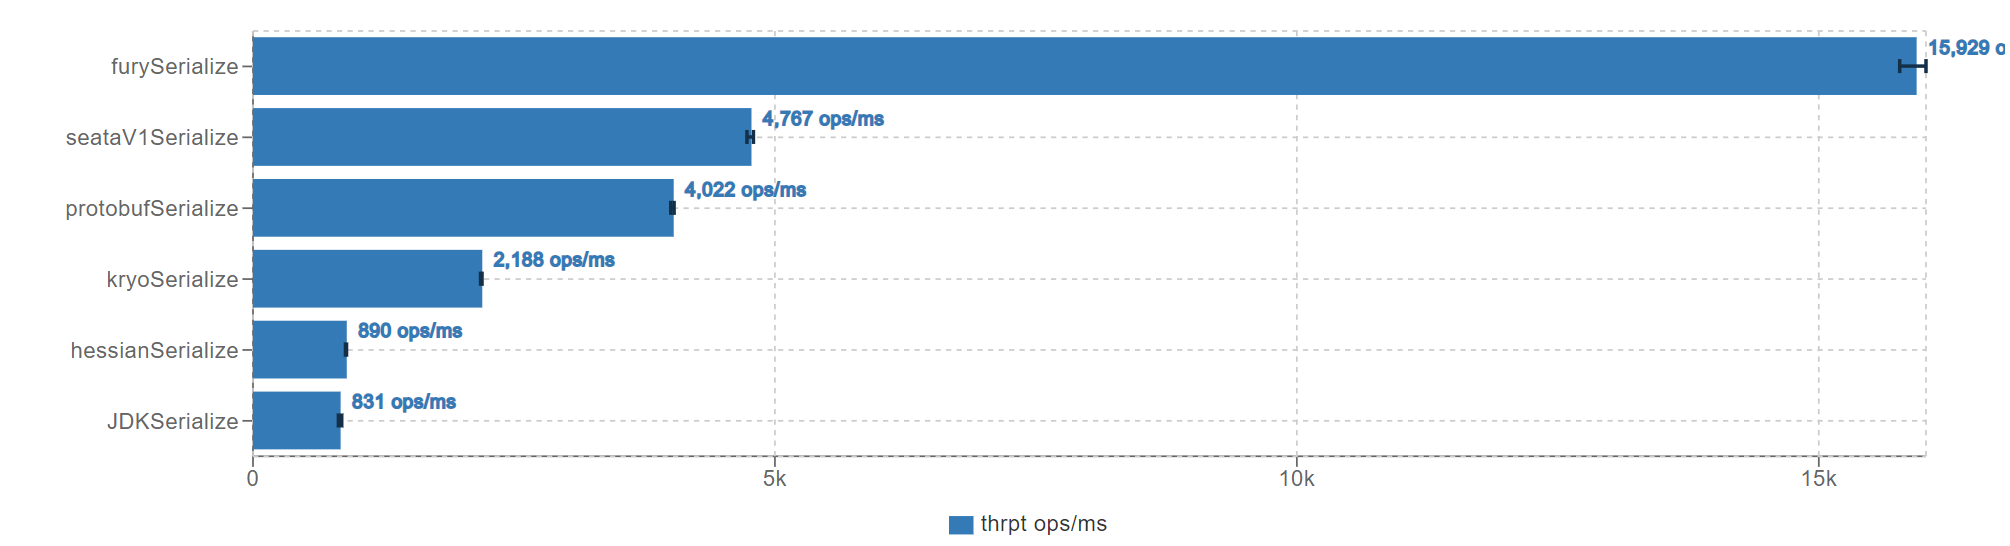 furySerialize
15,929 o
seataV1Serialize
4,767 ops/ms
protobufSerialize
4,022 ops/ms
kryoSerialize
2,188 ops/ms
hessianSerialize
890 ops/ms
JDKSerialize
831 ops/ms
0 5k 10k 15k
thrpt ops/ms